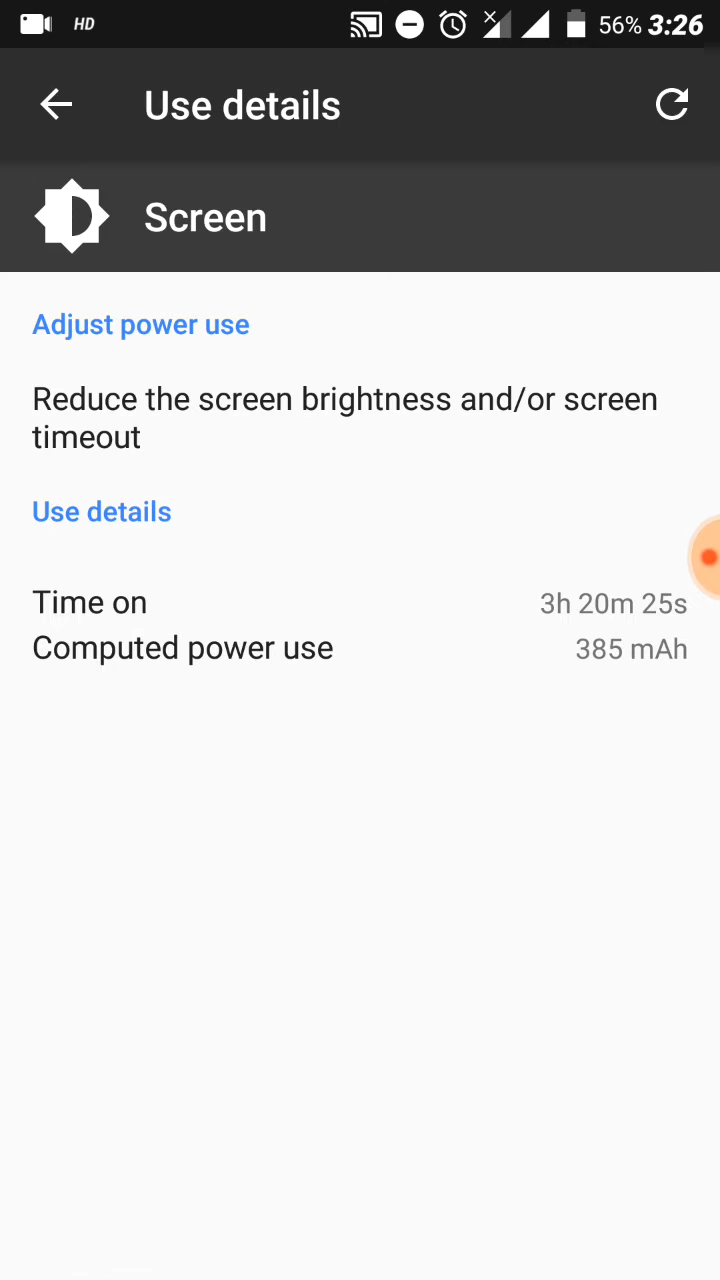 HD 56% 3:26
Use details
Screen
Adjust power use
Reduce the screen brightness and/or screen
timeout
Use details
Time on 3h 20m 25s
Computed power use 385 mAh